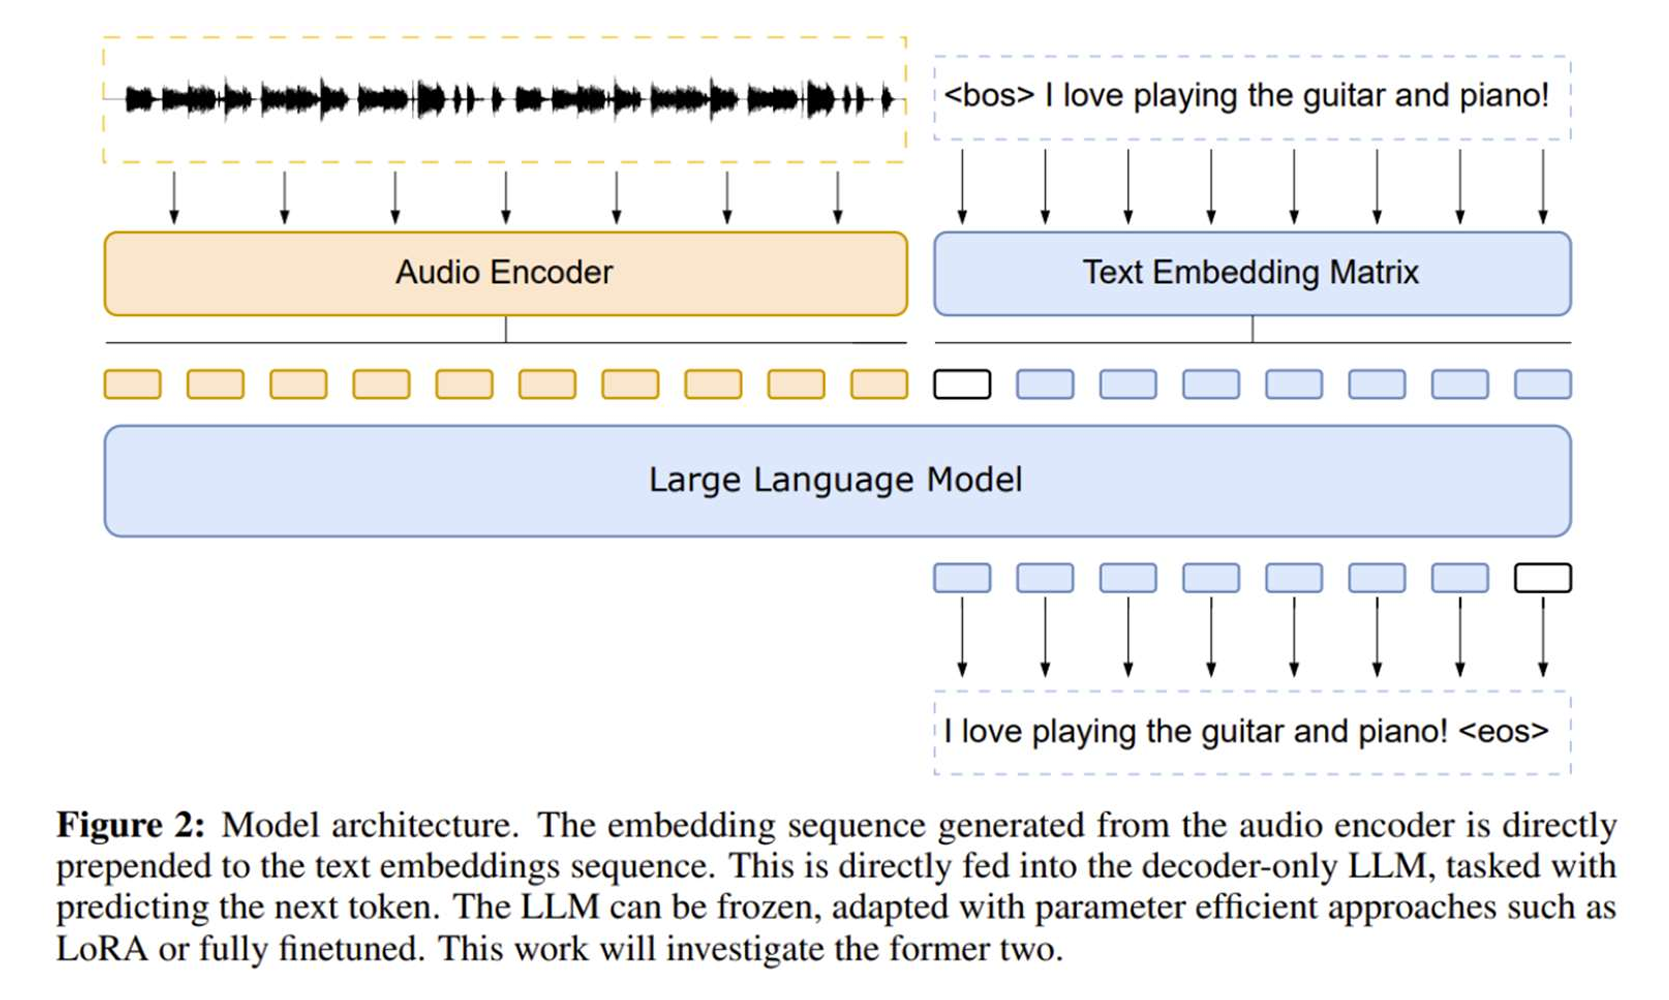 <bos> I love playing the guitar and piano!
Audio Encoder
Text Embedding Matrix
Large Language Model
I love playing the guitar and piano! <eos>
Figure 2: Model architecture. The embedding sequence generated from the audio encoder is directly
prepended to the text embeddings sequence. This is directly fed into the decoder-only LLM, tasked with
predicting the next token. The LLM can be frozen, adapted with parameter efficient approaches such as
LoRA or fully finetuned. This work will investigate the former two.